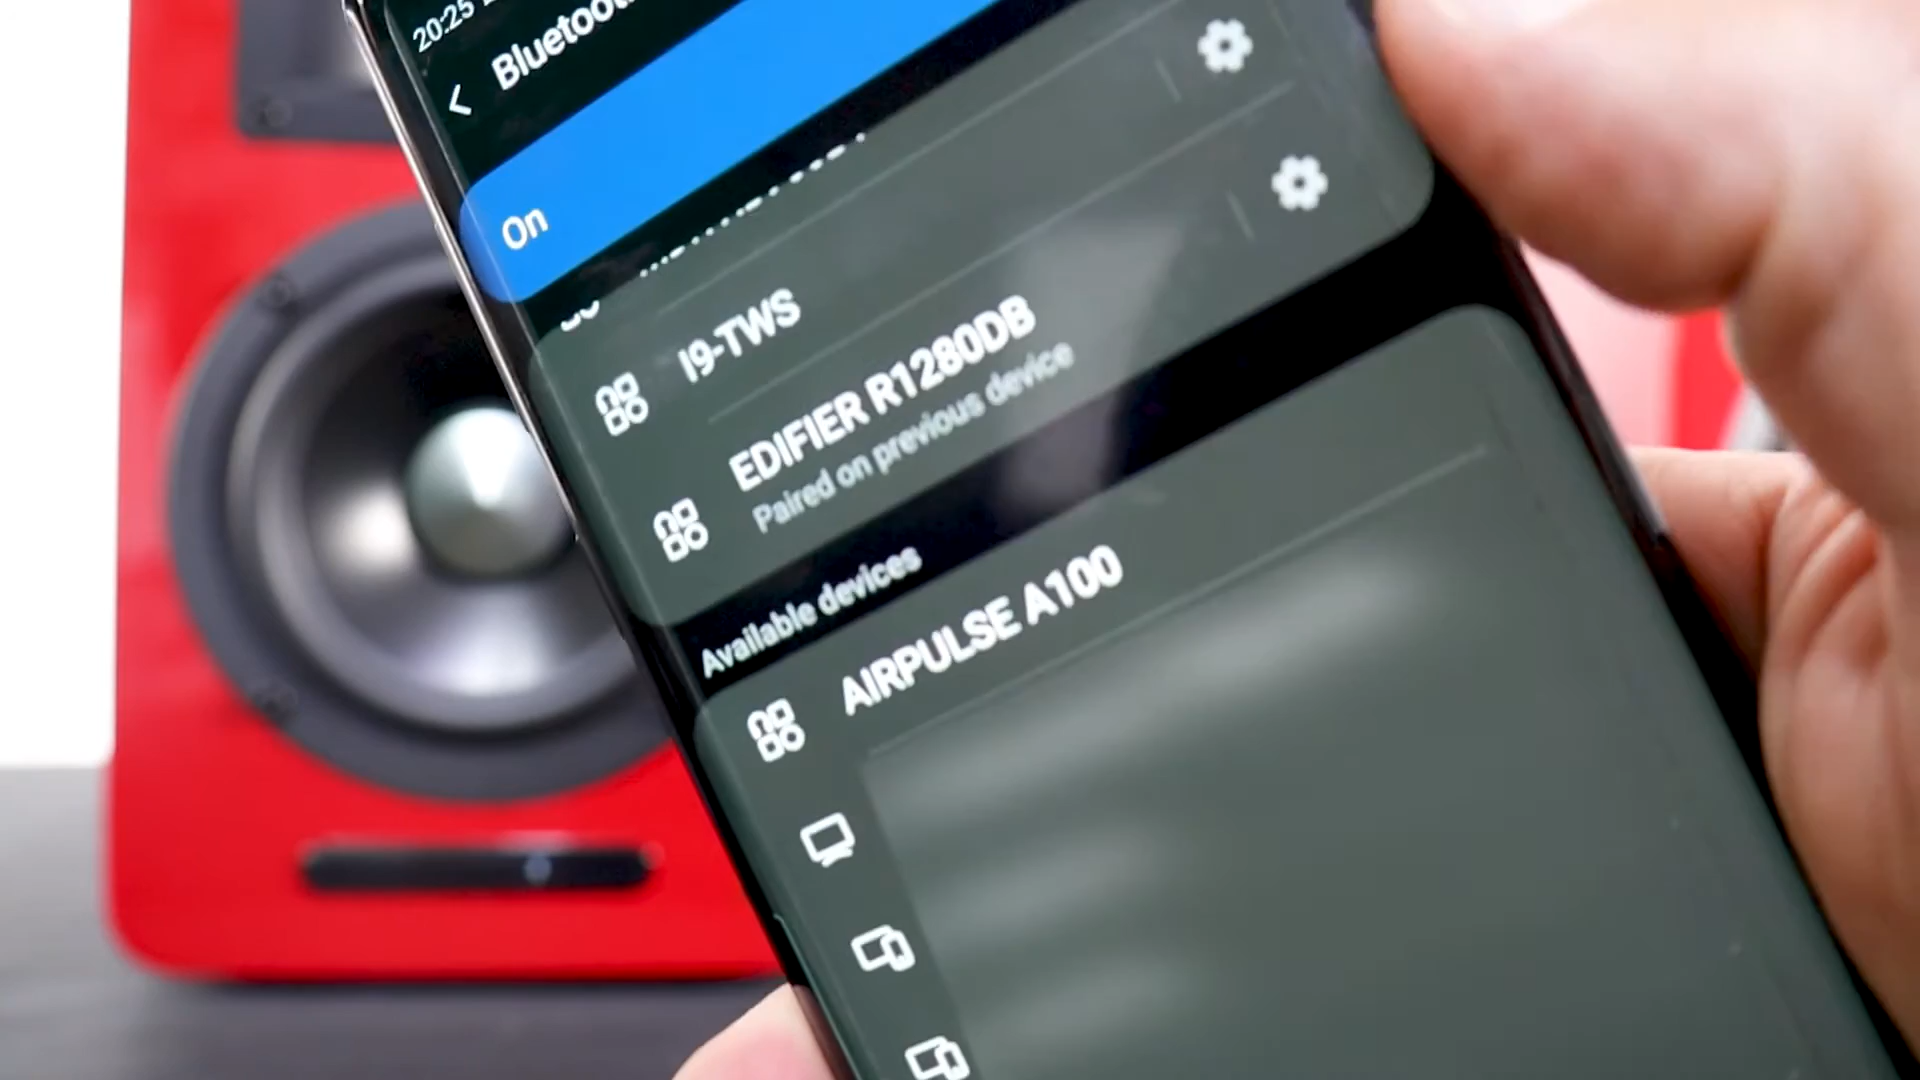 20:25
Bluetooth
On
I9-TWS
EDIFIER R1280DB
Paired on previous device
Available devices
AIRPULSE A100